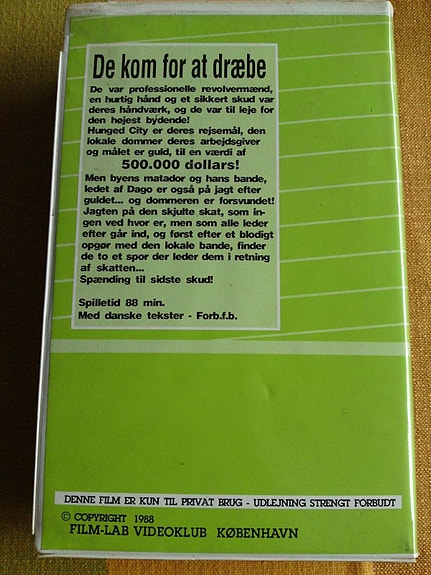 De kom for at dræbe
De var professionelle revolvermænd,
en hurtig hånd og et sikkert skud var
deres håndværk, og de var til leje for
den højest bydende!
Hunged City er deres rejsemål, den
lokale dommer deres arbejdsgiver
og målet er guld, til en værdi af
500.000 dollars!
Men byens matador og hans bande,
ledet af Dago er også på jagt efter
guldet... og dommeren er forsvundet!
Jagten på den skjulte skat, som in-
gen ved hvor er, men som alle leder
efter går ind, og først efter et blodigt
opgør med den lokale bande, finder
de to et spor der leder dem i retning
af skatten...
Spænding til sidste skud!
Spilletid 88 min.
Med danske tekster - Forb.f.b.
DENNE FILM ER KUN TIL PRIVAT BRUG - UDLEJNING STRENGT FORBUDT
© COPYRIGHT 1988
FILM-LAB VIDEOKLUB KØBENHAVN